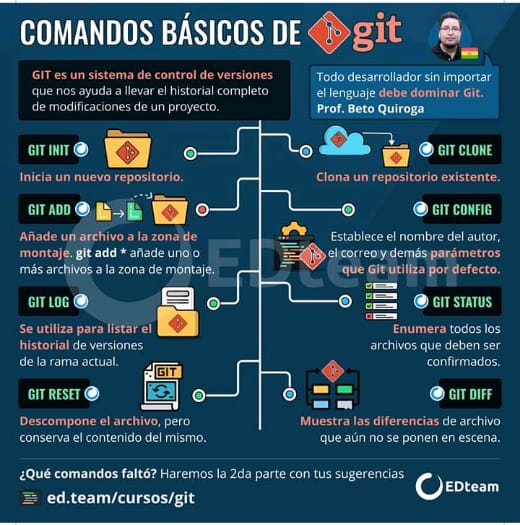 COMANDOS BÁSICOS DE git
GIT es un sistema de control de versiones
que nos ayuda a llevar el historial completo
de modificaciones de un proyecto.
Todo desarrollador sin importar
el lenguaje debe dominar Git.
Prof. Beto Quiroga
GIT INIT
Inicia un nuevo repositorio.
GIT CLONE
Clona un repositorio existente.
GIT ADD
Añade un archivo a la zona de
montaje. git add * añade uno o
más archivos a la zona de montaje.
GIT CONFIG
Establece el nombre del autor,
el correo y demás parámetros
que Git utiliza por defecto.
EDteam
GIT LOG
Se utiliza para listar el
historial de versiones
de la rama actual.
GIT STATUS
Enumera todos los
archivos que deben ser
confirmados.
GIT RESET
GIT
Descompone el archivo, pero
conserva el contenido del mismo.
GIT DIFF
Muestra las diferencias de archivo
que aún no se ponen en escena.
¿Qué comandos faltó? Haremos la 2da parte con tus sugerencias
ed.team/cursos/git
EDteam